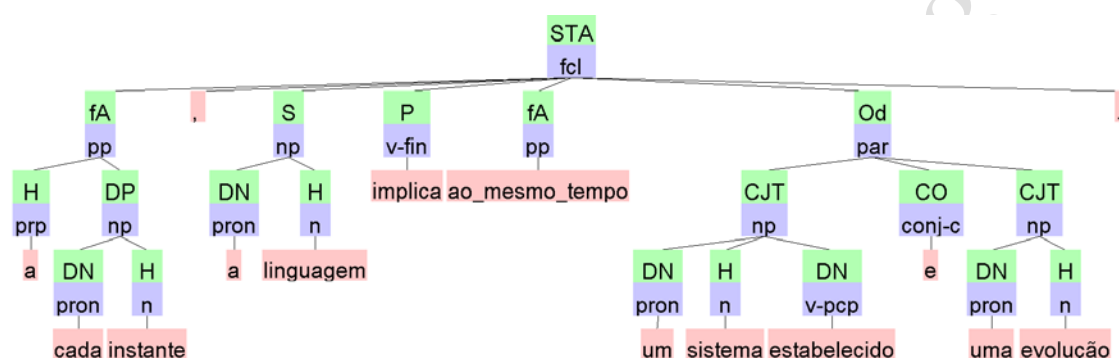 STA
fcl
fA , S P fA Od .
pp np v-fin pp par
H DP DN H implica ao_mesmo_tempo CJT CO CJT
prp np pron n np conj-c np
a DN H a linguagem DN H DN e DN H
pron n pron n v-pcp pron n
cada instante um sistema estabelecido uma evolução